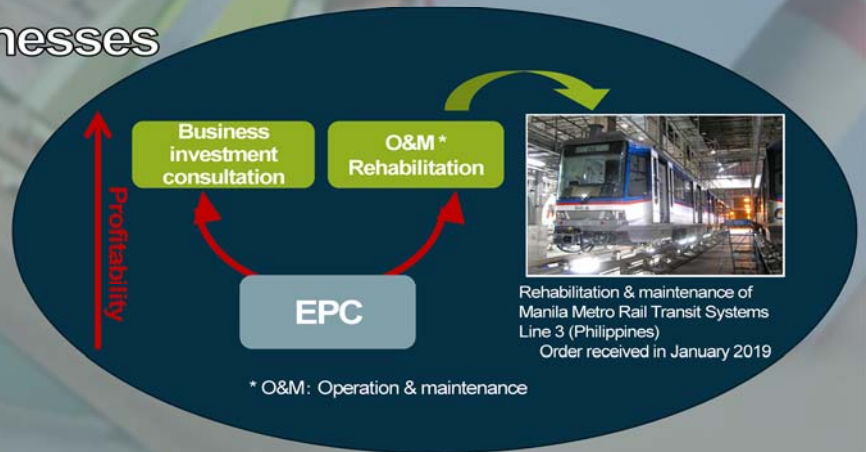 Business
investment
consultation
O&M *
Rehabilitation
Profitability
EPC
Rehabilitation & maintenance of
Manila Metro Rail Transit Systems
Line 3 (Philippines)
Order received in January 2019
* O&M: Operation & maintenance